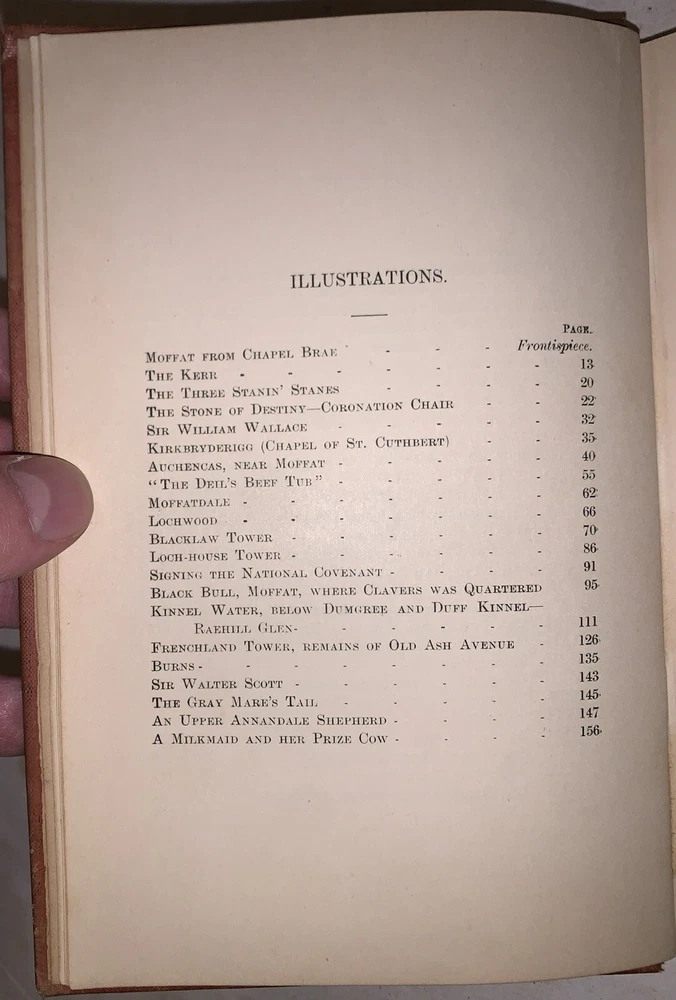 ILLUSTRATIONS.
PAGE.
MOFFAT FROM CHAPEL BRAE - - - Frontispiece.
THE KERR - - - - - - - 13
THE THREE STANIN' STANES - - - - 20
THE STONE OF DESTINY—CORONATION CHAIR - - 22
SIR WILLIAM WALLACE - - - - - 32
KIRKBRYDERIGG (CHAPEL OF ST. CUTHBERT) - - 35
AUCHENCAS, NEAR MOFFAT - - - - - 40
"THE DEIL'S BEEF TUB" - - - - - 55
MOFFATDALE - - - - - - - 62
LOCHWOOD - - - - - - - 66
BLACKLAW TOWER - - - - - - 70
LOCH-HOUSE TOWER - - - - - - 86
SIGNING THE NATIONAL COVENANT - - - - 91
BLACK BULL, MOFFAT, WHERE CLAVERS WAS QUARTERED 95
KINNEL WATER, BELOW DUMGREE AND DUFF KINNEL—
RAEHILL GLEN - - - - - - 111
FRENCHLAND TOWER, REMAINS OF OLD ASH AVENUE - 126
BURNS - - - - - - - - 135
SIR WALTER SCOTT - - - - - - 143
THE GRAY MARE'S TAIL - - - - - 145
AN UPPER ANNANDALE SHEPHERD - - - - 147
A MILKMAID AND HER PRIZE COW - - - - 156